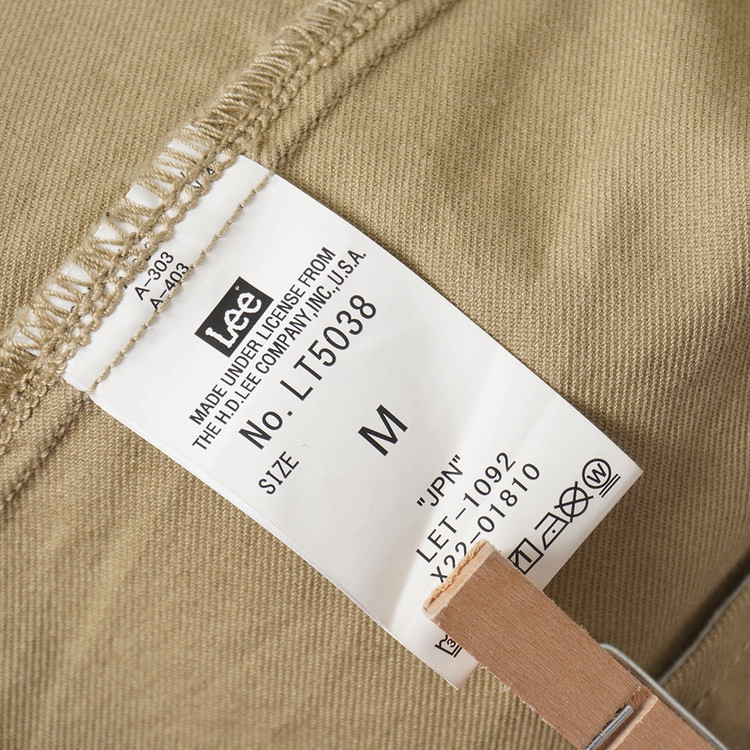 A-303
A-403
Lee
MADE UNDER LICENSE FROM
THE H.D.LEE COMPANY,INC.,U.S.A.
No. LT5038
SIZE M
"JPN"
LET-1092
X22-01810
W